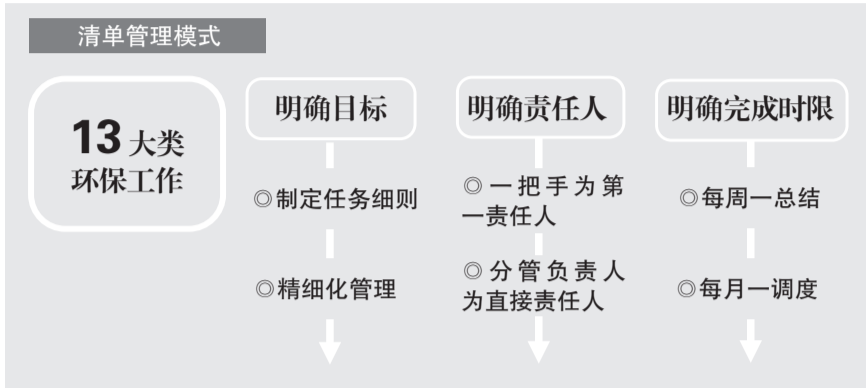 清单管理模式
13大类
环保工作
明确目标
◎制定任务细则
◎精细化管理
明确责任人
◎一把手为第
一责任人
◎分管负责人
为直接责任人
明确完成时限
◎每周一总结
◎每月一调度